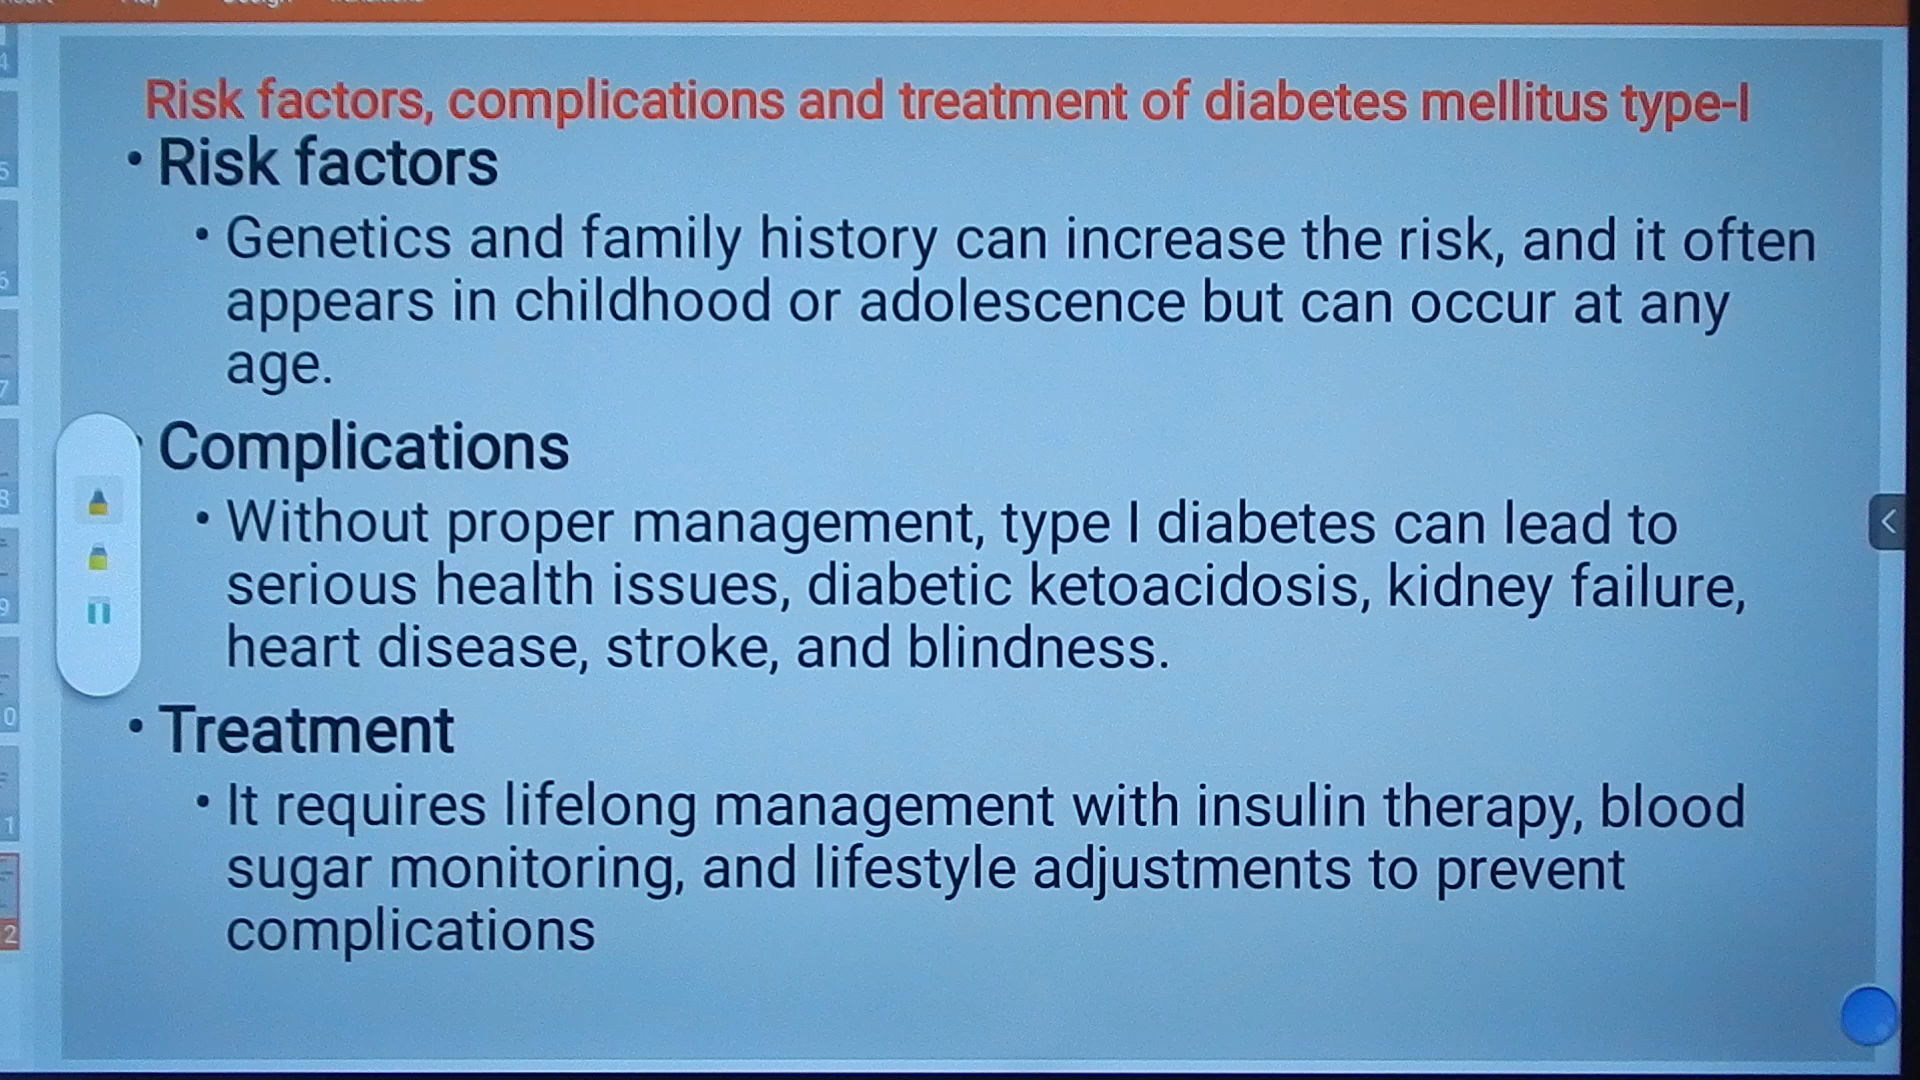 Risk factors, complications and treatment of diabetes mellitus type-I
• Risk factors
• Genetics and family history can increase the risk, and it often
appears in childhood or adolescence but can occur at any
age.
Complications
• Without proper management, type I diabetes can lead to
serious health issues, diabetic ketoacidosis, kidney failure,
heart disease, stroke, and blindness.
• Treatment
• It requires lifelong management with insulin therapy, blood
sugar monitoring, and lifestyle adjustments to prevent
complications